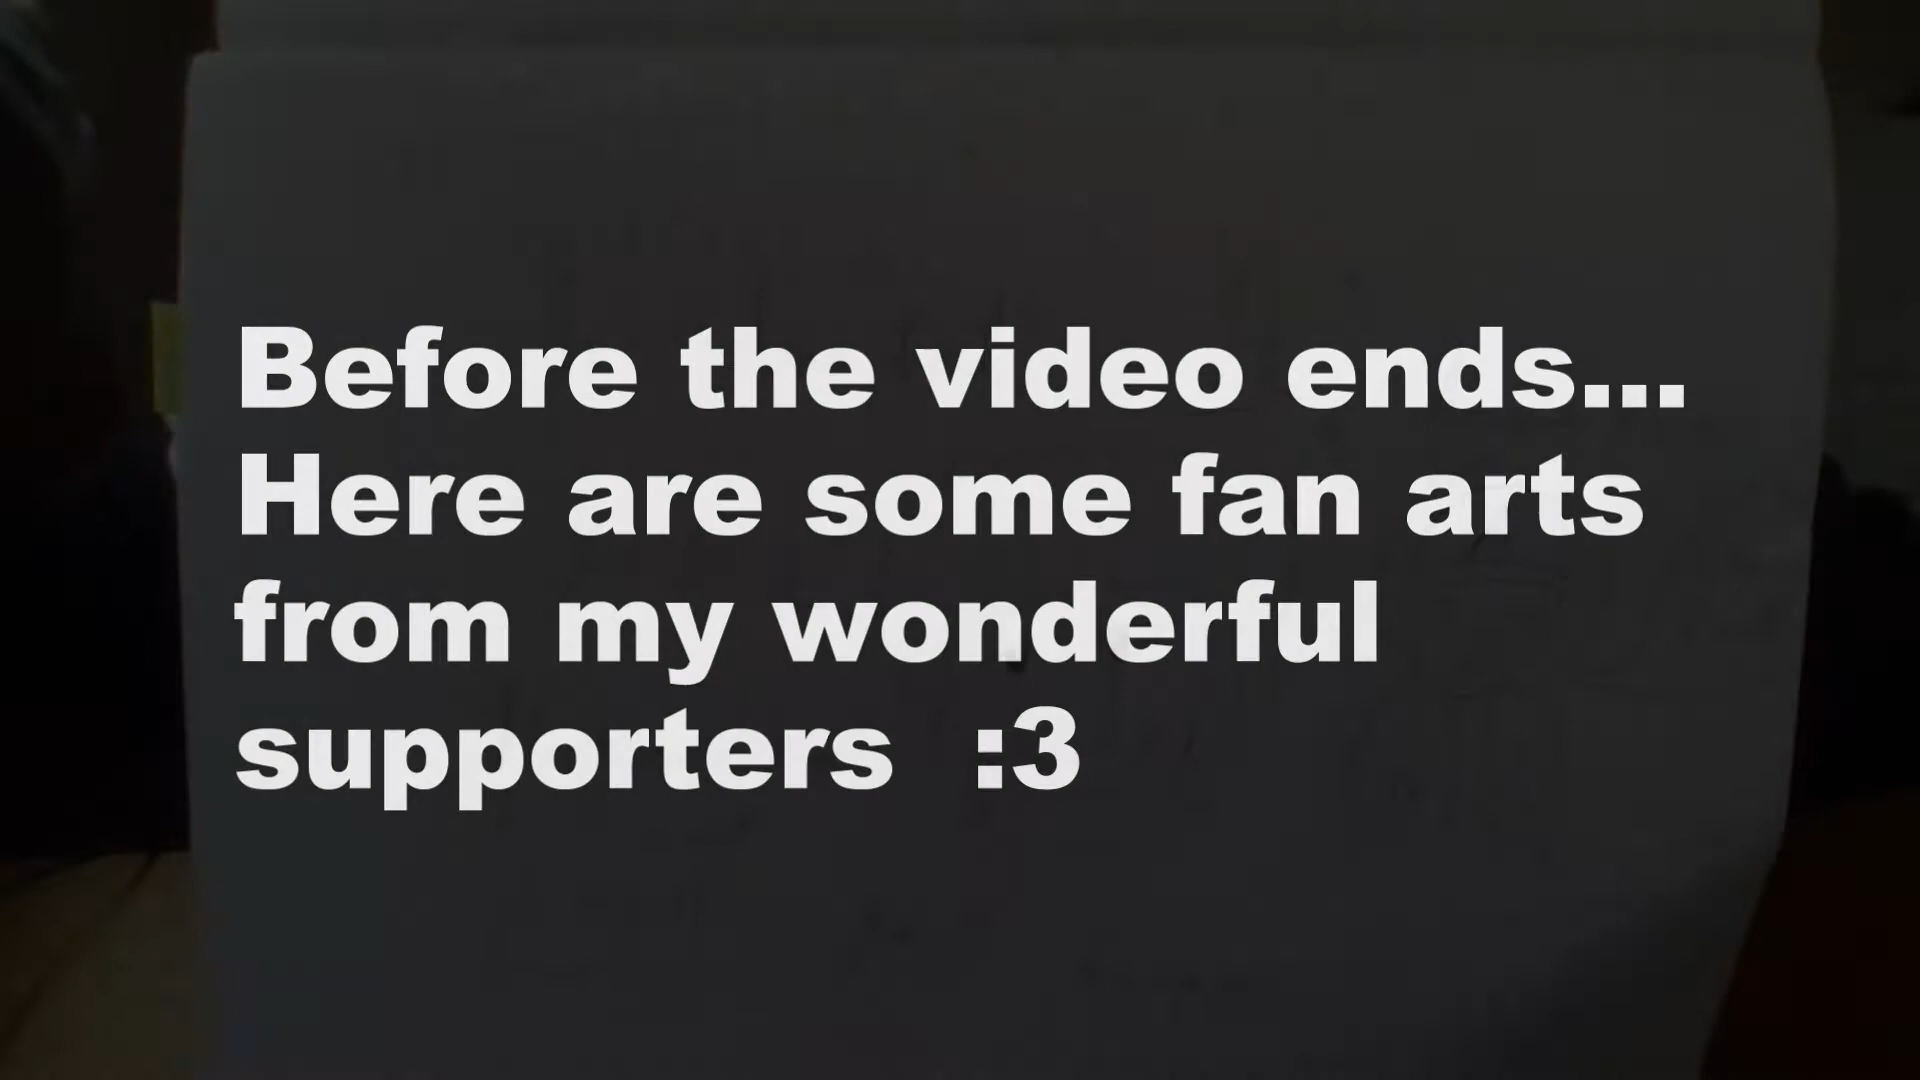 Before the video ends...
Here are some fan arts
from my wonderful
supporters  :3